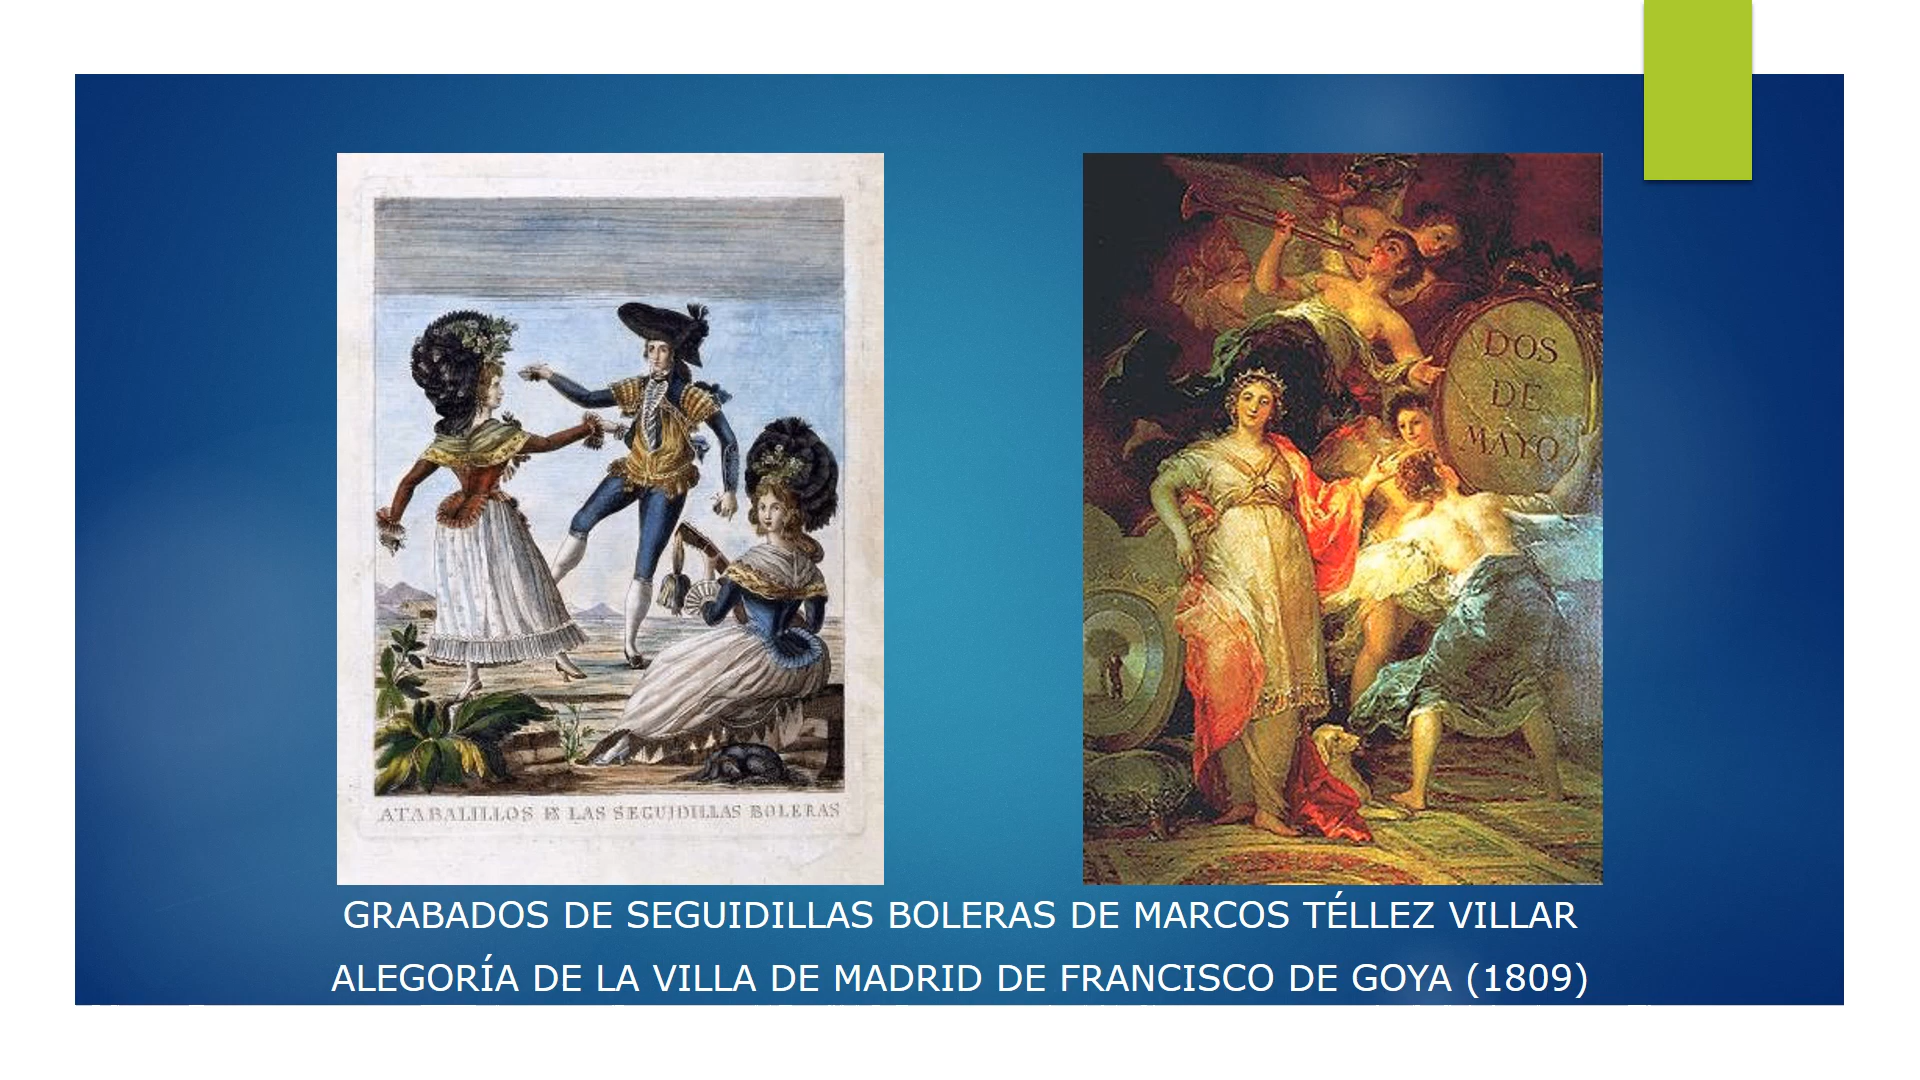 DOS
DE
MAYO
ATABALILLOS DE LAS SEGUIDILLAS BOLERAS
GRABADOS DE SEGUIDILLAS BOLERAS DE MARCOS TÉLLEZ VILLAR
ALEGORÍA DE LA VILLA DE MADRID DE FRANCISCO DE GOYA (1809)